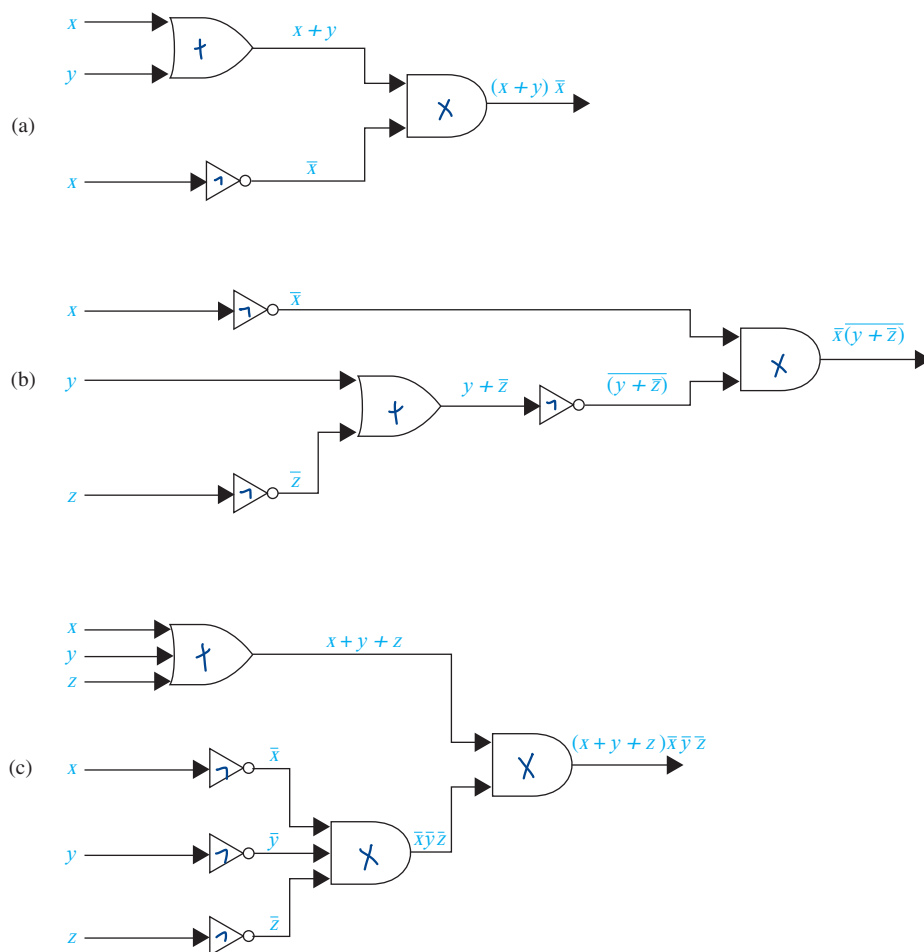 x
+
x + y
y
(x + y) x̄
×
(a)
x
¬
x̄
x
¬
x̄
x̄(y + z̄)̅
×
(b)
y
+
y + z̄
¬
(y + z̄)̅
z
¬
z̄
x
y
z
+
x + y + z
(x + y + z)x̄ȳz̄
×
(c)
x
¬
x̄
y
¬
ȳ
×
x̄ȳz̄
z
¬
z̄